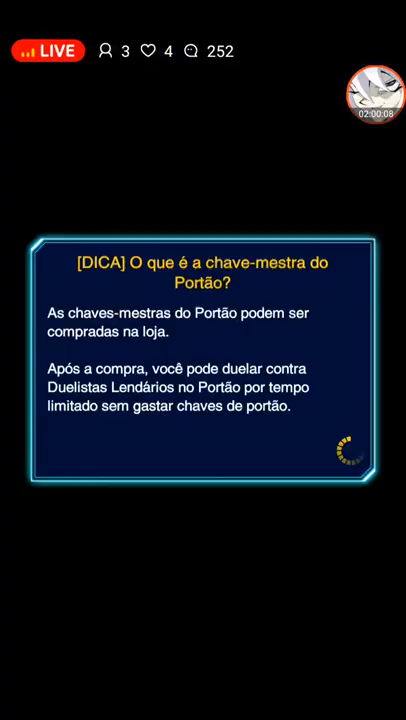 LIVE 3 4 252
02:00:08
[DICA] O que é a chave-mestra do
Portão?
As chaves-mestras do Portão podem ser
compradas na loja.
Após a compra, você pode duelar contra
Duelistas Lendários no Portão por tempo
limitado sem gastar chaves de portão.